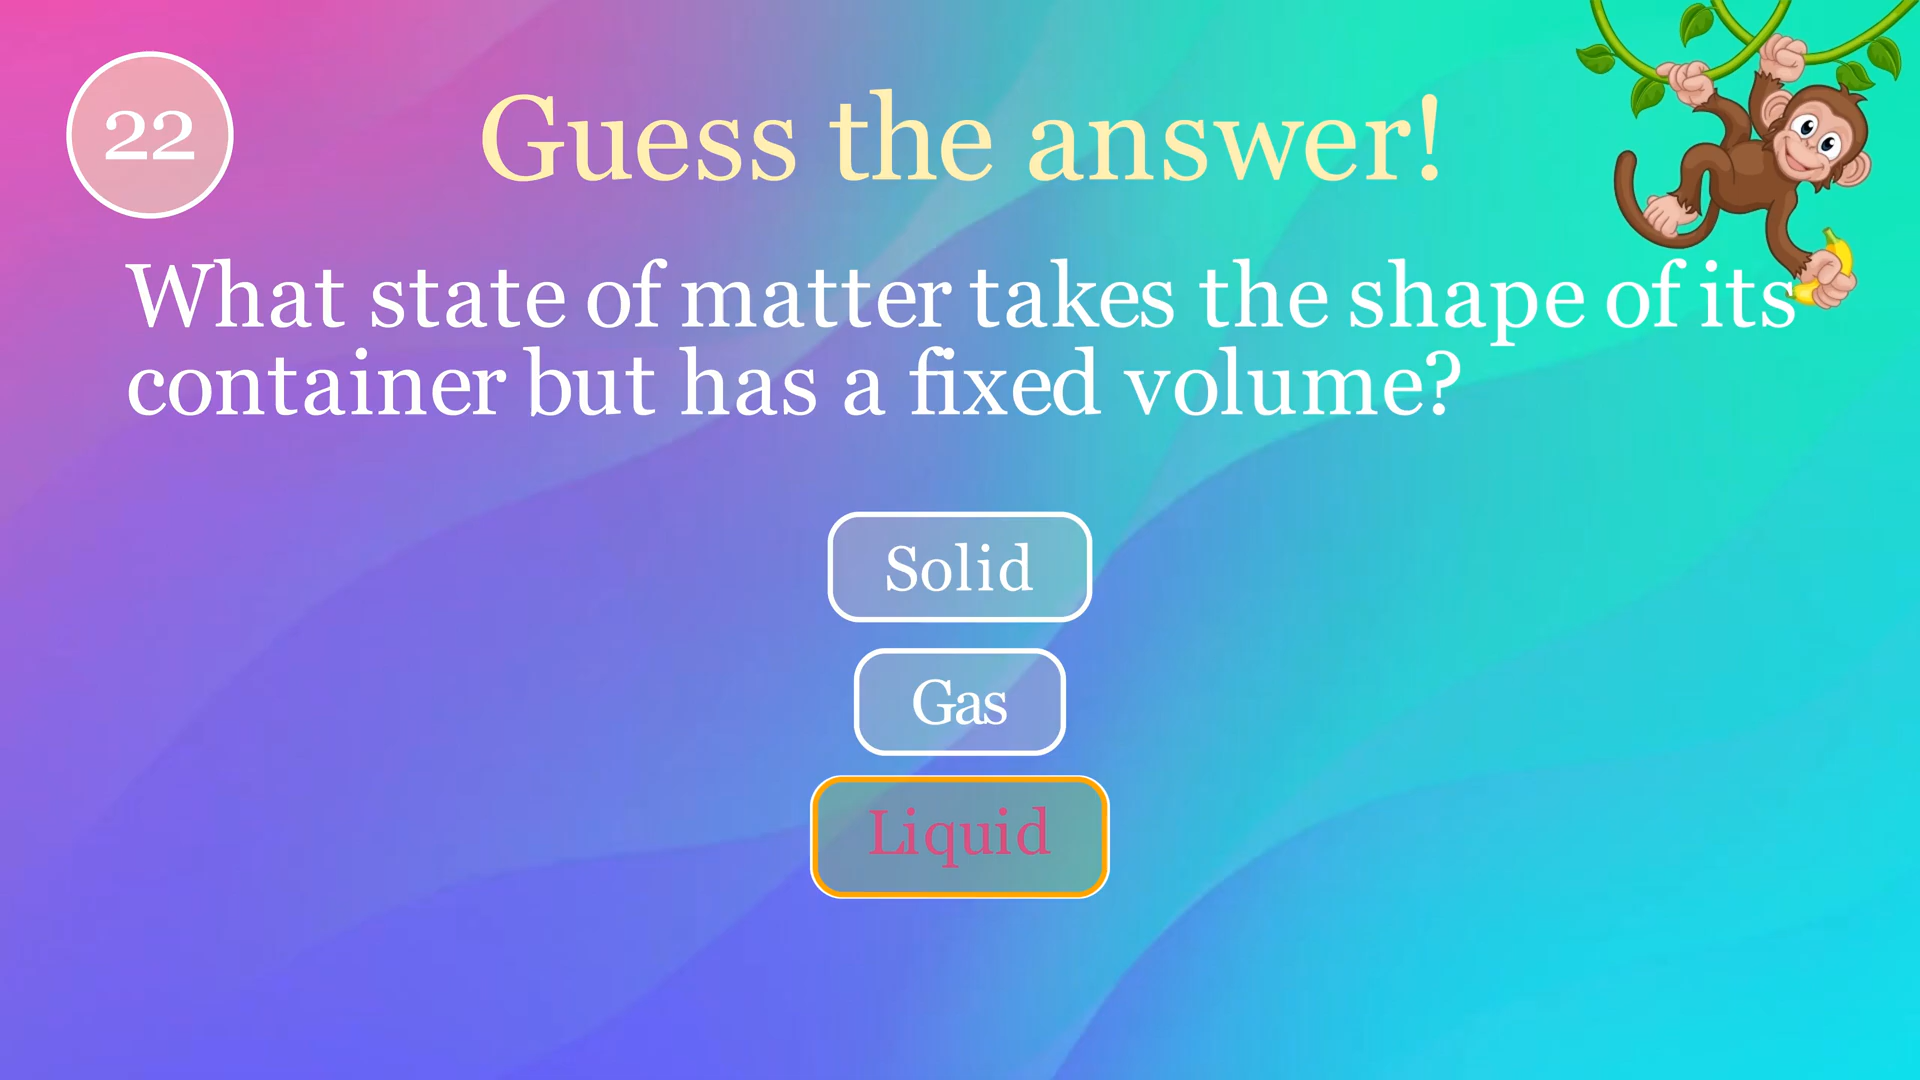 22
Guess the answer!
What state of matter takes the shape of its
container but has a fixed volume?
Solid
Gas
Liquid